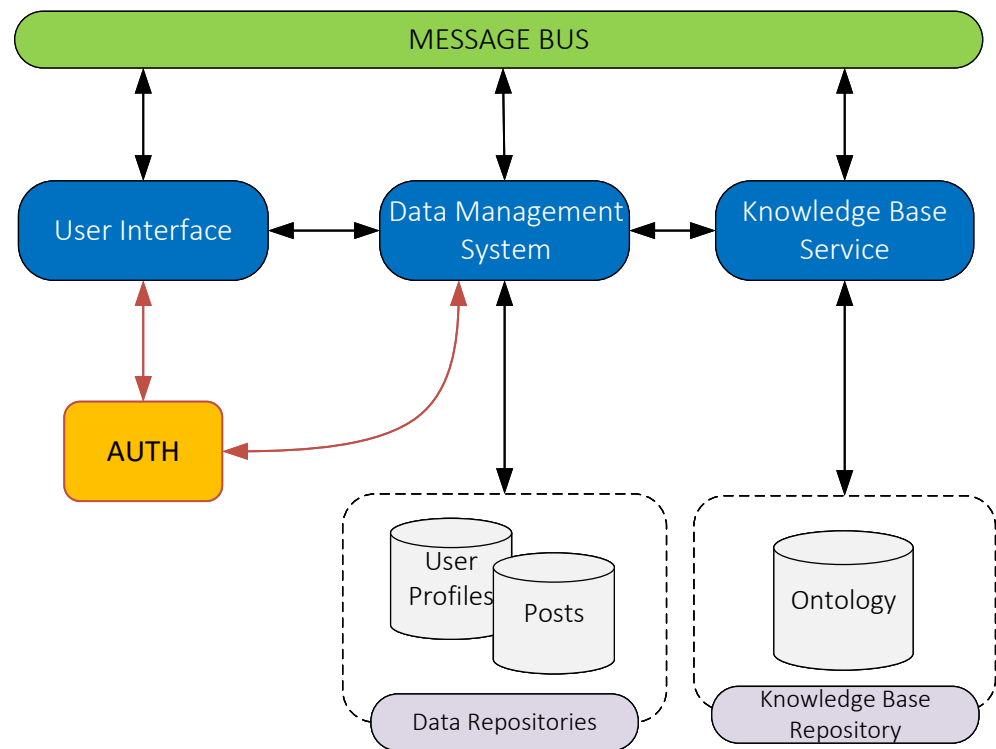 MESSAGE BUS
User Interface
Data Management
System
Knowledge Base
Service
AUTH
User
Profiles
Posts
Ontology
Data Repositories
Knowledge Base
Repository